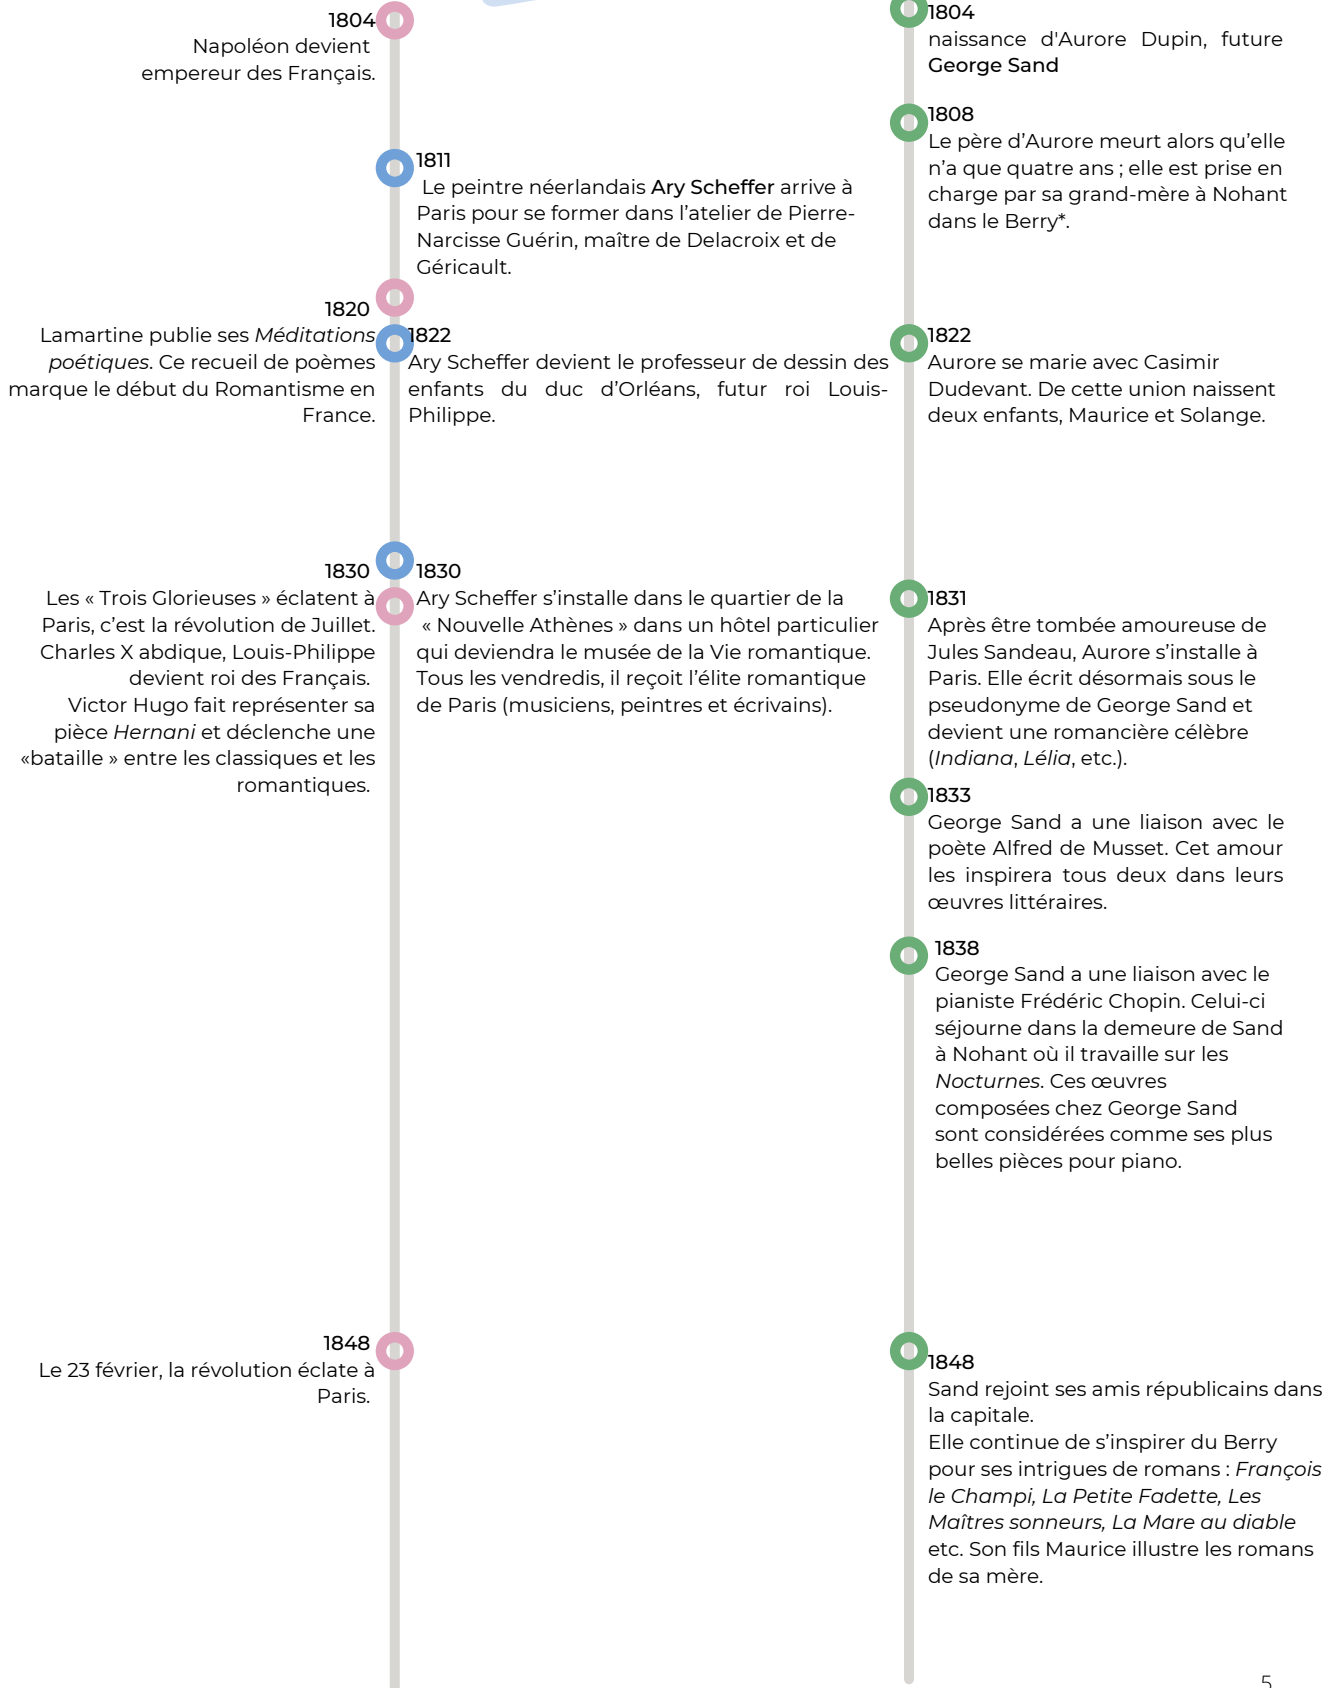 1804
Napoléon devient
empereur des Français.
1811
Le peintre néerlandais Ary Scheffer arrive à
Paris pour se former dans l’atelier de Pierre-
Narcisse Guérin, maître de Delacroix et de
Géricault.
1820
Lamartine publie ses Méditations
poétiques. Ce recueil de poèmes
marque le début du Romantisme en
France.
1822
Ary Scheffer devient le professeur de dessin des
enfants du duc d’Orléans, futur roi Louis-
Philippe.
1830
Les « Trois Glorieuses » éclatent à
Paris, c’est la révolution de Juillet.
Charles X abdique, Louis-Philippe
devient roi des Français.
Victor Hugo fait représenter sa
pièce Hernani et déclenche une
«bataille » entre les classiques et les
romantiques.
1830
Ary Scheffer s’installe dans le quartier de la
« Nouvelle Athènes » dans un hôtel particulier
qui deviendra le musée de la Vie romantique.
Tous les vendredis, il reçoit l’élite romantique
de Paris (musiciens, peintres et écrivains).
1848
Le 23 février, la révolution éclate à
Paris.
1804
naissance d'Aurore Dupin, future
George Sand
1808
Le père d’Aurore meurt alors qu’elle
n’a que quatre ans ; elle est prise en
charge par sa grand-mère à Nohant
dans le Berry*.
1822
Aurore se marie avec Casimir
Dudevant. De cette union naissent
deux enfants, Maurice et Solange.
1831
Après être tombée amoureuse de
Jules Sandeau, Aurore s’installe à
Paris. Elle écrit désormais sous le
pseudonyme de George Sand et
devient une romancière célèbre
(Indiana, Lélia, etc.).
1833
George Sand a une liaison avec le
poète Alfred de Musset. Cet amour
les inspirera tous deux dans leurs
œuvres littéraires.
1838
George Sand a une liaison avec le
pianiste Frédéric Chopin. Celui-ci
séjourne dans la demeure de Sand
à Nohant où il travaille sur les
Nocturnes. Ces œuvres
composées chez George Sand
sont considérées comme ses plus
belles pièces pour piano.
1848
Sand rejoint ses amis républicains dans
la capitale.
Elle continue de s’inspirer du Berry
pour ses intrigues de romans : François
le Champi, La Petite Fadette, Les
Maîtres sonneurs, La Mare au diable
etc. Son fils Maurice illustre les romans
de sa mère.
5